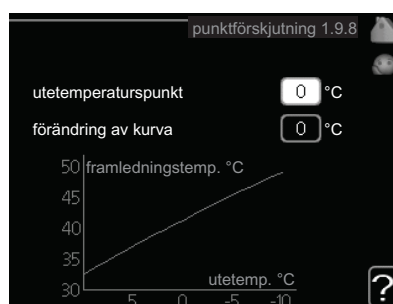 punktförskjutning 1.9.8
utetemperaturspunkt 0 °C
förändring av kurva 0 °C
50 framledningstemp. °C
45
40
35
30
utetemp. °C
5 0 -5 -10
?